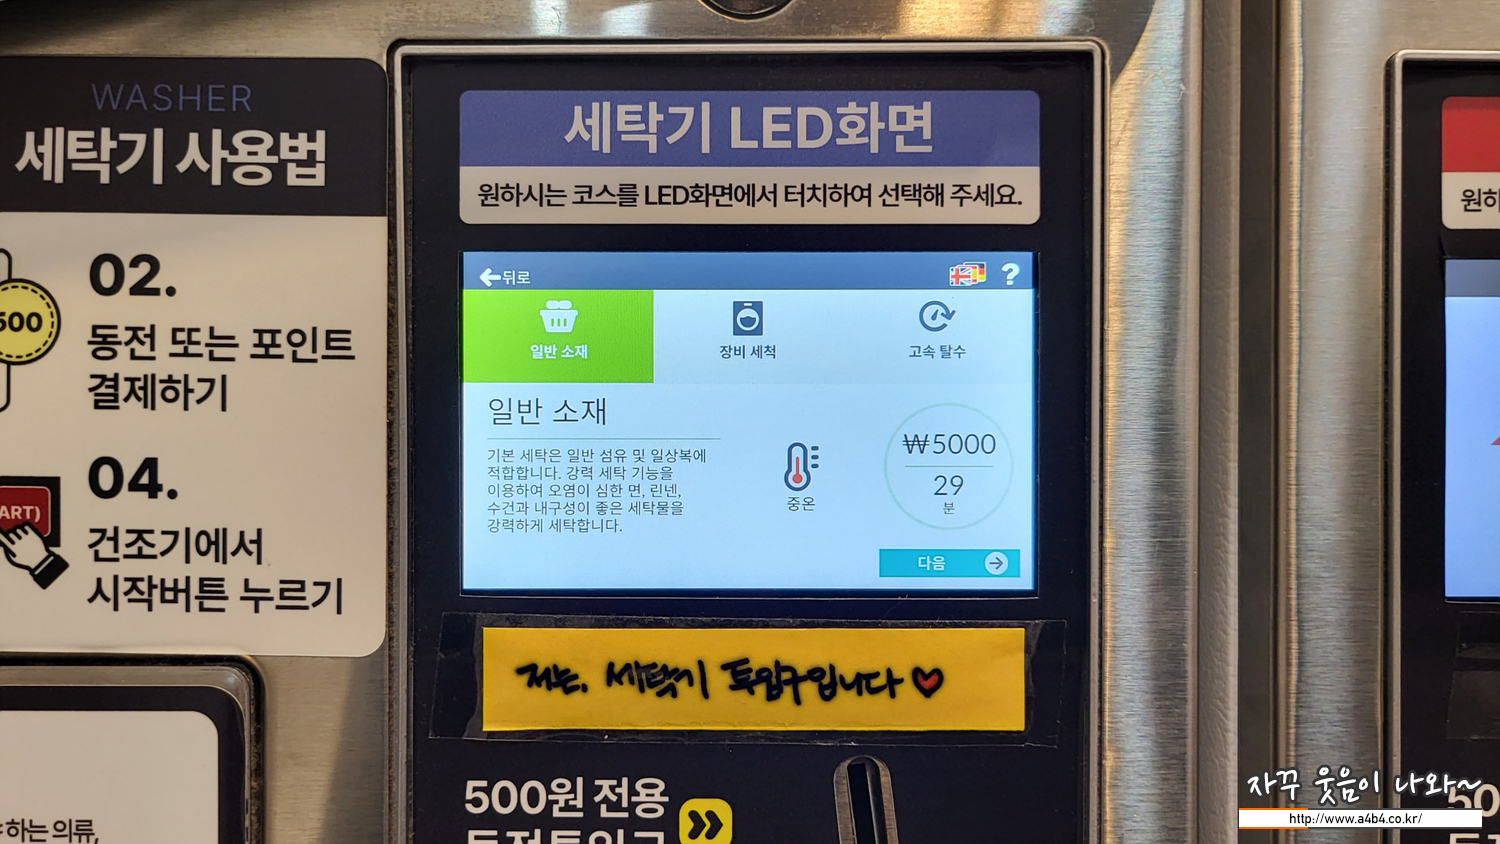 WASHER
세탁기 사용법
02.
동전 또는 포인트
결제하기
500
04.
건조기에서
시작버튼 누르기
하는 의류,
세탁기 LED화면
원하시는 코스를 LED화면에서 터치하여 선택해 주세요.
뒤로
?
일반 소재
장비 세척
고속 탈수
일반 소재
기본 세탁은 일반 섬유 및 일상복에
적합합니다. 강력 세탁 기능을
이용하여 오염이 심한 면, 린넨,
수건과 내구성이 좋은 세탁물을
강력하게 세탁합니다.
중온
₩5000
29
분
다음
저는, 세탁기 투입구입니다
500원 전용
자꾸 웃음이 나와~
http://www.a4b4.co.kr/